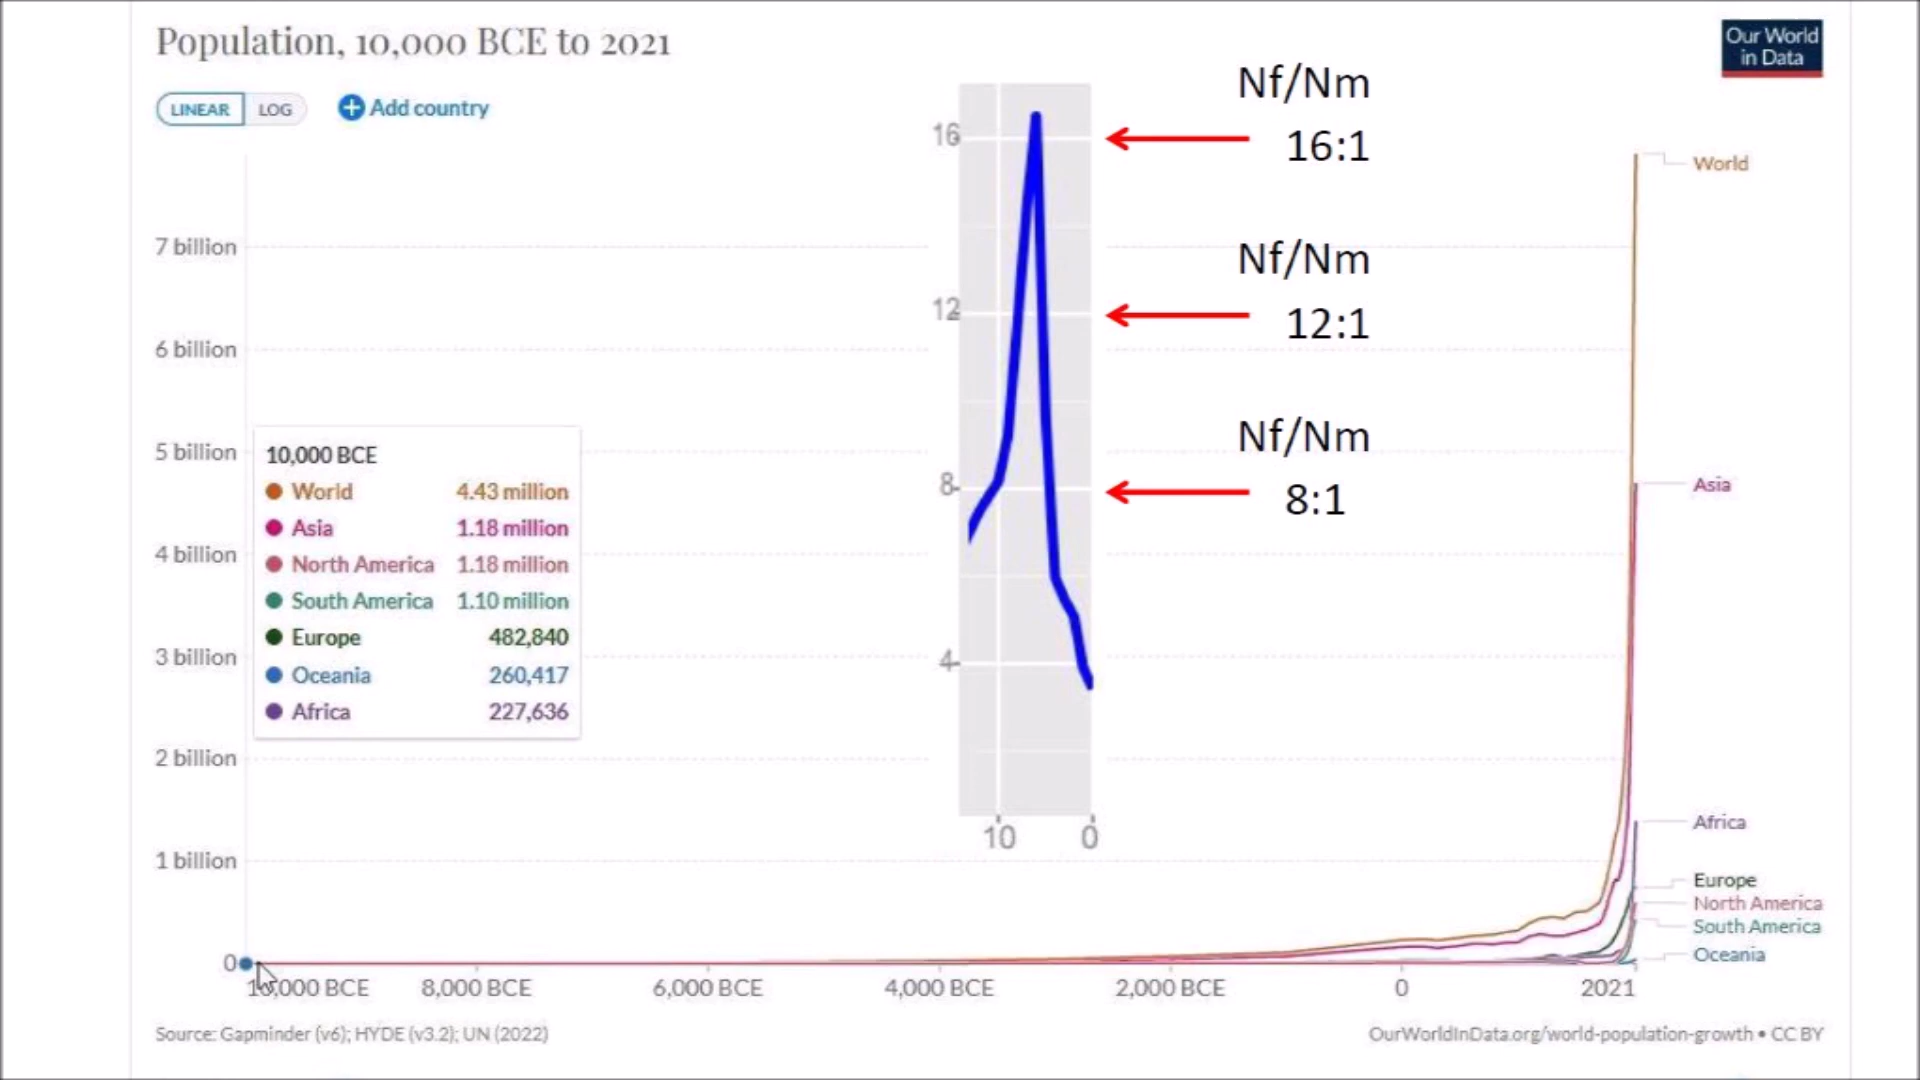 Population, 10,000 BCE to 2021
Our World
in Data
LINEAR LOG Add country
Nf/Nm
16:1
Nf/Nm
12:1
Nf/Nm
8:1
16
12
8
4
10 0
7 billion
6 billion
5 billion
4 billion
3 billion
2 billion
1 billion
0
10,000 BCE
World 4.43 million
Asia 1.18 million
North America 1.18 million
South America 1.10 million
Europe 482,840
Oceania 260,417
Africa 227,636
World
Asia
Africa
Europe
North America
South America
Oceania
10,000 BCE 8,000 BCE 6,000 BCE 4,000 BCE 2,000 BCE 0 2021
Source: Gapminder (v6); HYDE (v3.2); UN (2022)
OurWorldInData.org/world-population-growth • CC BY